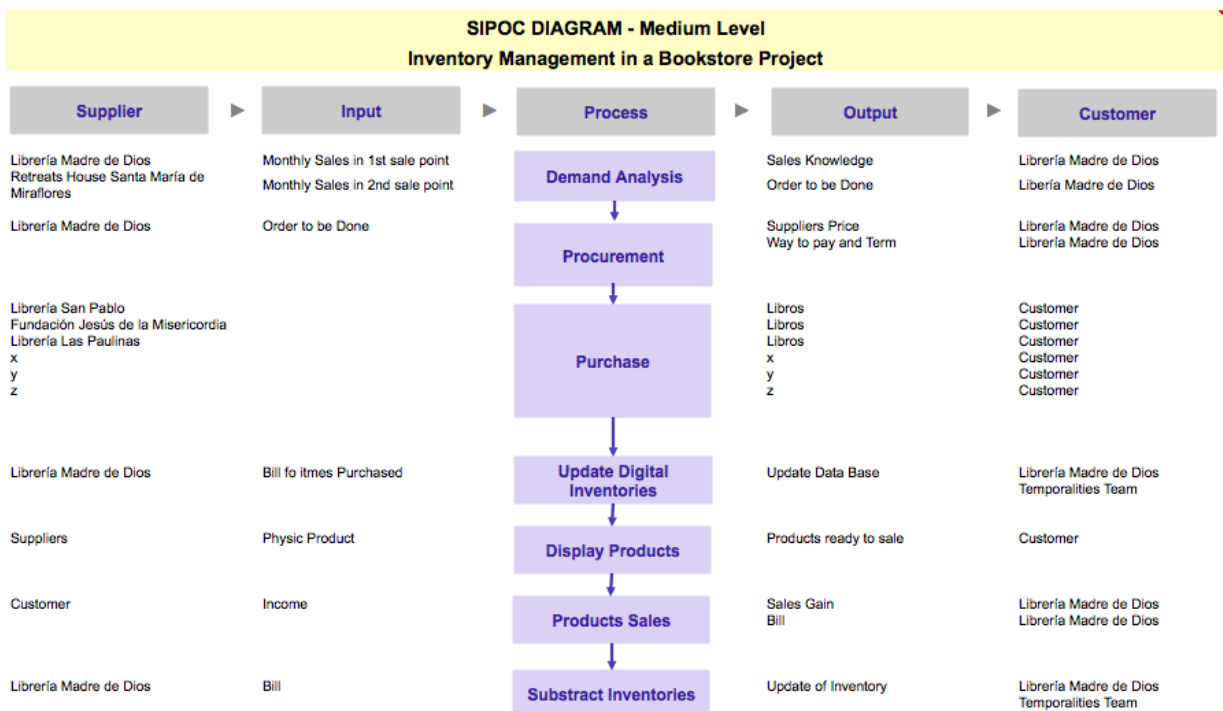 SIPOC DIAGRAM - Medium Level
Inventory Management in a Bookstore Project
Supplier
Input
Process
Output
Customer
Librería Madre de Dios
Retreats House Santa María de
Miraflores
Monthly Sales in 1st sale point
Monthly Sales in 2nd sale point
Demand Analysis
Sales Knowledge
Order to be Done
Librería Madre de Dios
Libería Madre de Dios
Librería Madre de Dios
Order to be Done
Procurement
Suppliers Price
Way to pay and Term
Librería Madre de Dios
Librería Madre de Dios
Librería San Pablo
Fundación Jesús de la Misericordia
Librería Las Paulinas
x
y
z
Purchase
Libros
Libros
Libros
x
y
z
Customer
Customer
Customer
Customer
Customer
Customer
Librería Madre de Dios
Bill fo itmes Purchased
Update Digital
Inventories
Update Data Base
Librería Madre de Dios
Temporalities Team
Suppliers
Physic Product
Display Products
Products ready to sale
Customer
Customer
Income
Products Sales
Sales Gain
Bill
Librería Madre de Dios
Librería Madre de Dios
Librería Madre de Dios
Bill
Substract Inventories
Update of Inventory
Librería Madre de Dios
Temporalities Team